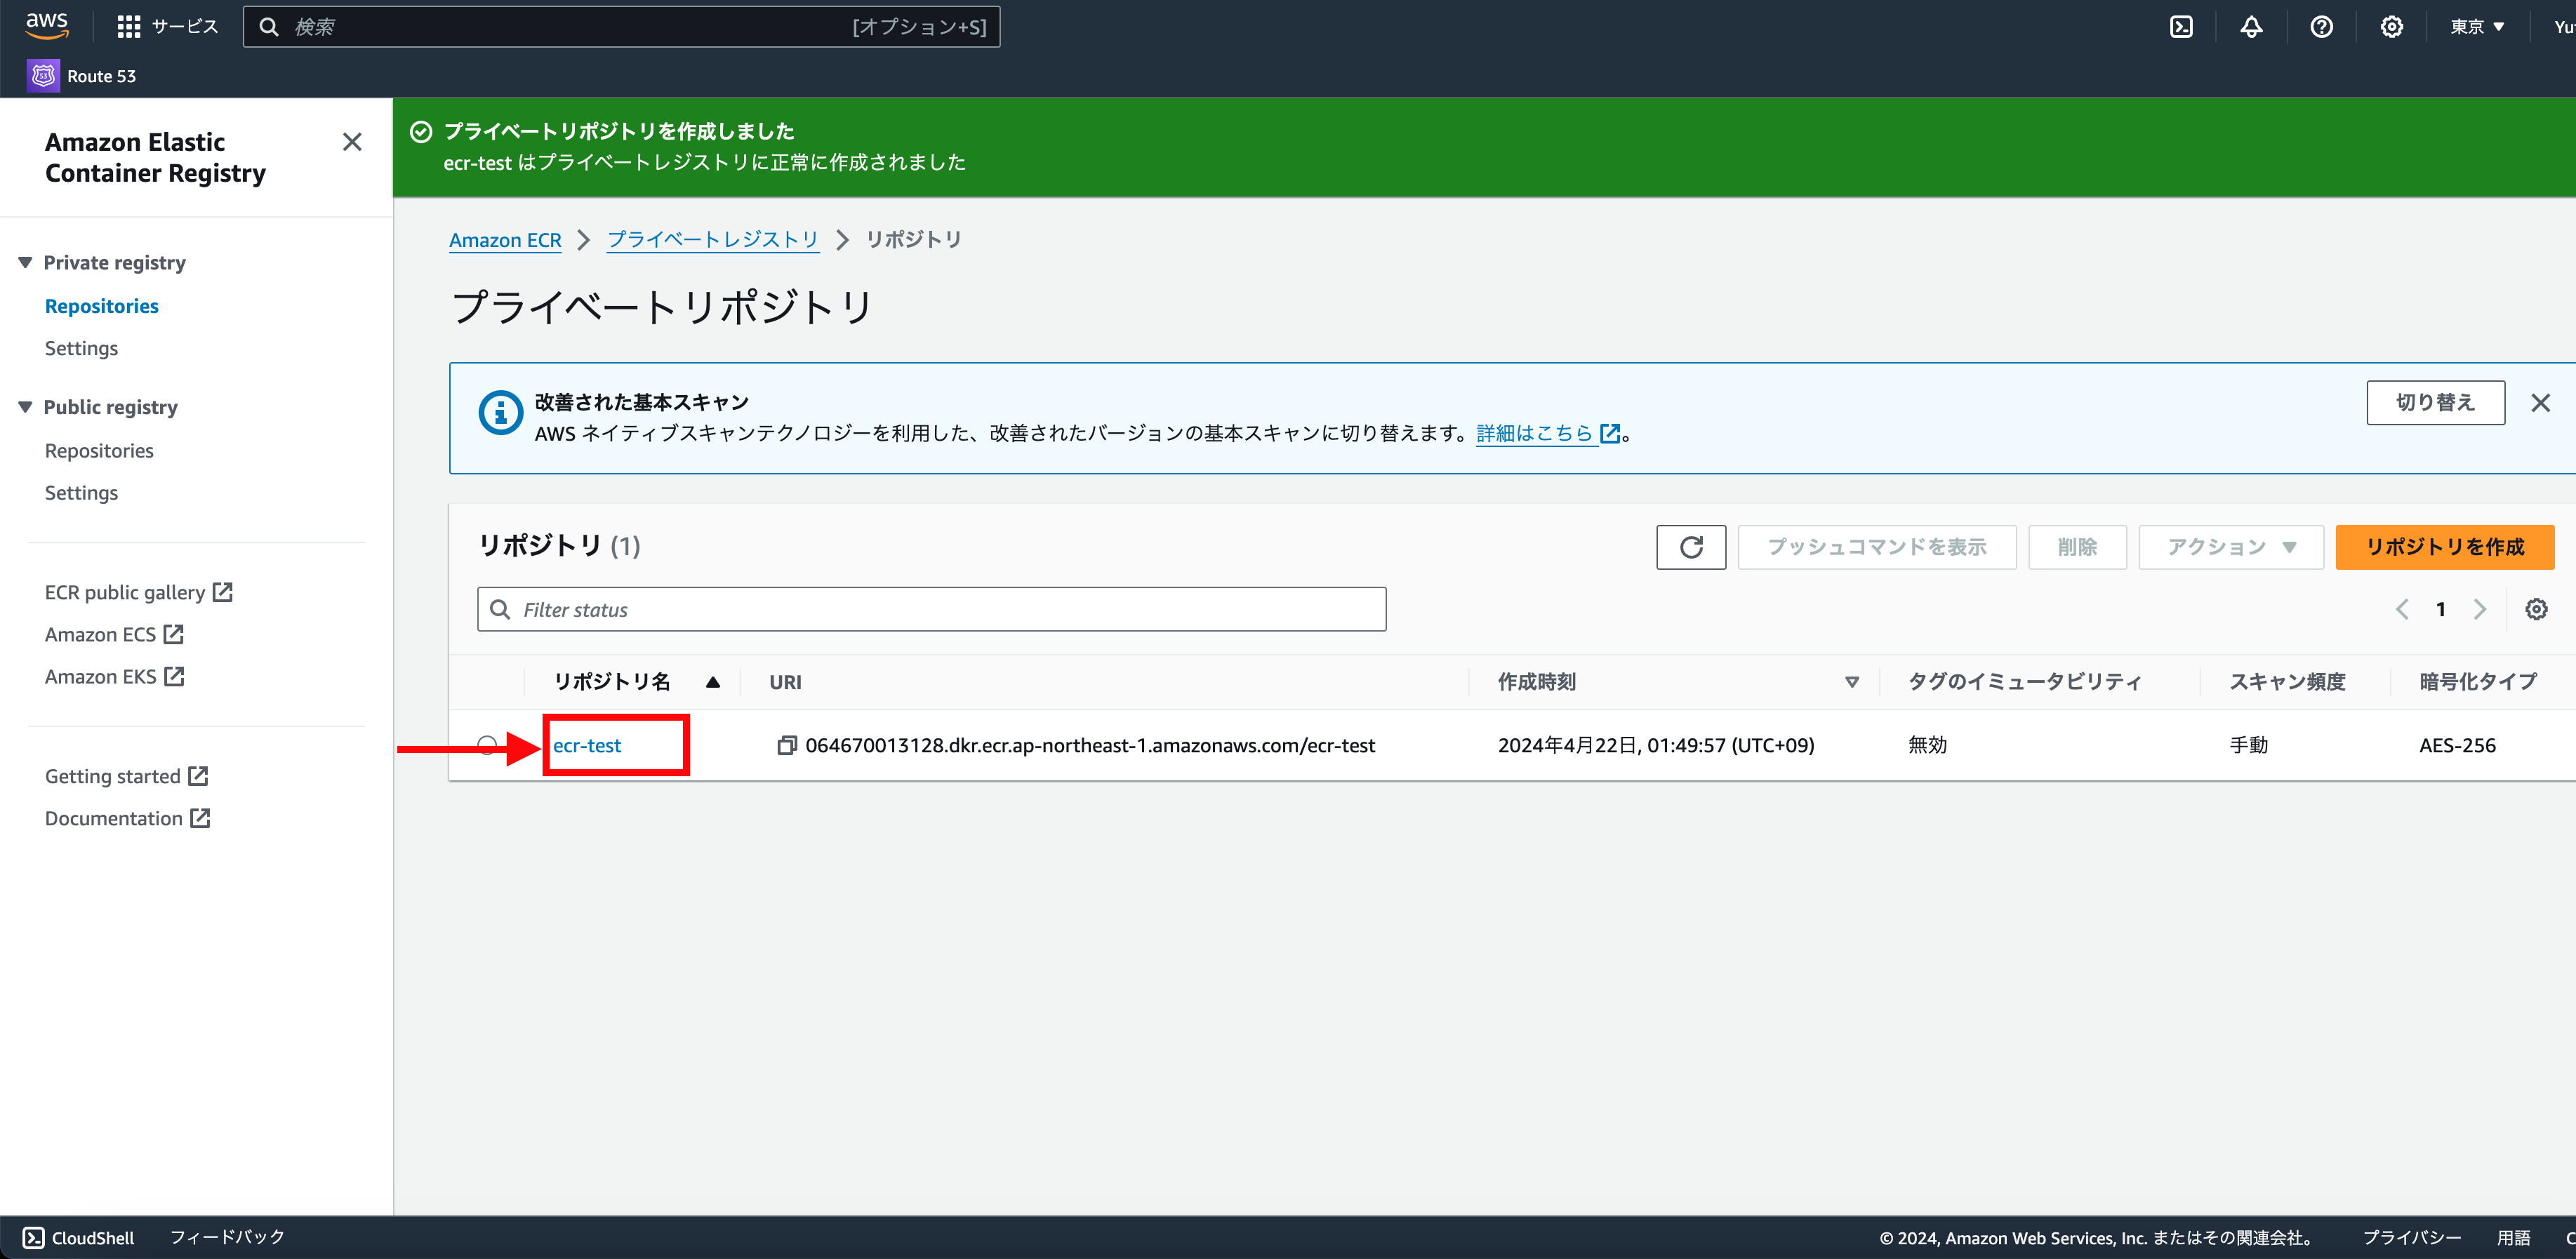 aws
サービス
検索
[オプション+S]
東京
Yu
Route 53
Amazon Elastic
Container Registry
Private registry
Repositories
Settings
Public registry
Repositories
Settings
ECR public gallery
Amazon ECS
Amazon EKS
Getting started
Documentation
プライベートリポジトリを作成しました
ecr-test はプライベートレジストリに正常に作成されました
Amazon ECR
プライベートレジストリ
リポジトリ
プライベートリポジトリ
改善された基本スキャン
AWS ネイティブスキャンテクノロジーを利用した、改善されたバージョンの基本スキャンに切り替えます。詳細はこちら。
切り替え
リポジトリ (1)
プッシュコマンドを表示
削除
アクション
リポジトリを作成
Filter status
1
リポジトリ名
URI
作成時刻
タグのイミュータビリティ
スキャン頻度
暗号化タイプ
ecr-test
064670013128.dkr.ecr.ap-northeast-1.amazonaws.com/ecr-test
2024年4月22日, 01:49:57 (UTC+09)
無効
手動
AES-256
CloudShell
フィードバック
© 2024, Amazon Web Services, Inc. またはその関連会社。
プライバシー
用語